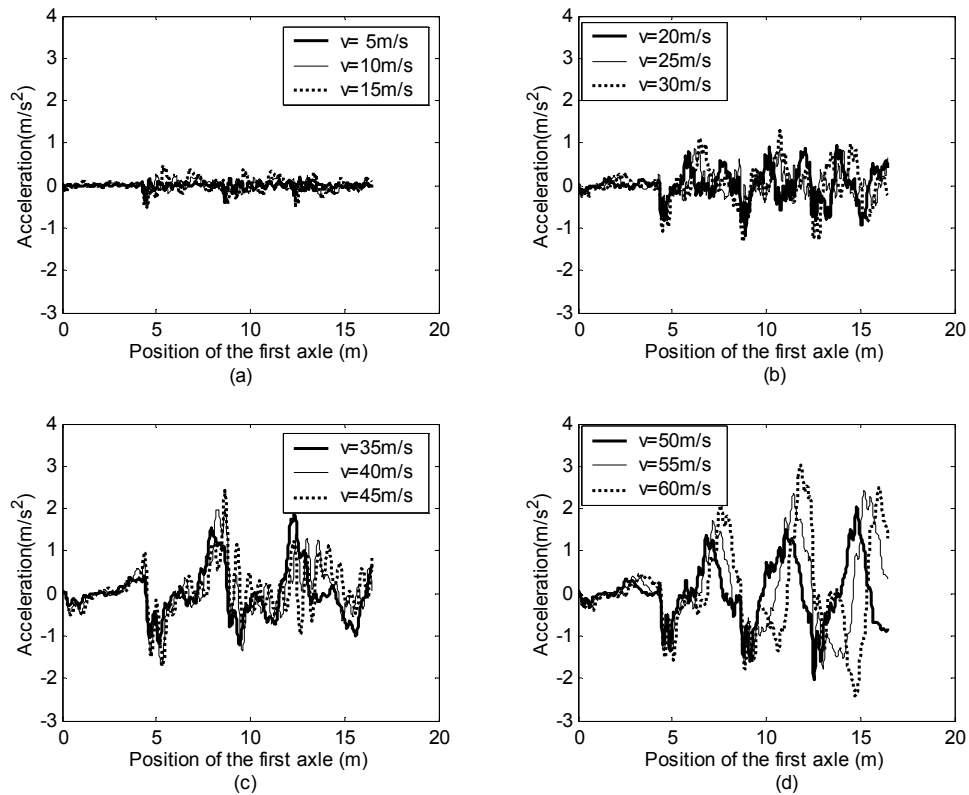 4
3
2
1
0
-1
-2
-3
Acceleration(m/s²)
v= 5m/s
v=10m/s
v=15m/s
0 5 10 15 20
Position of the first axle (m)
(a)
4
3
2
1
0
-1
-2
-3
Acceleration(m/s²)
v=20m/s
v=25m/s
v=30m/s
0 5 10 15 20
Position of the first axle (m)
(b)
4
3
2
1
0
-1
-2
-3
Acceleration(m/s²)
v=35m/s
v=40m/s
v=45m/s
0 5 10 15 20
Position of the first axle (m)
(c)
4
3
2
1
0
-1
-2
-3
Acceleration(m/s²)
v=50m/s
v=55m/s
v=60m/s
0 5 10 15 20
Position of the first axle (m)
(d)